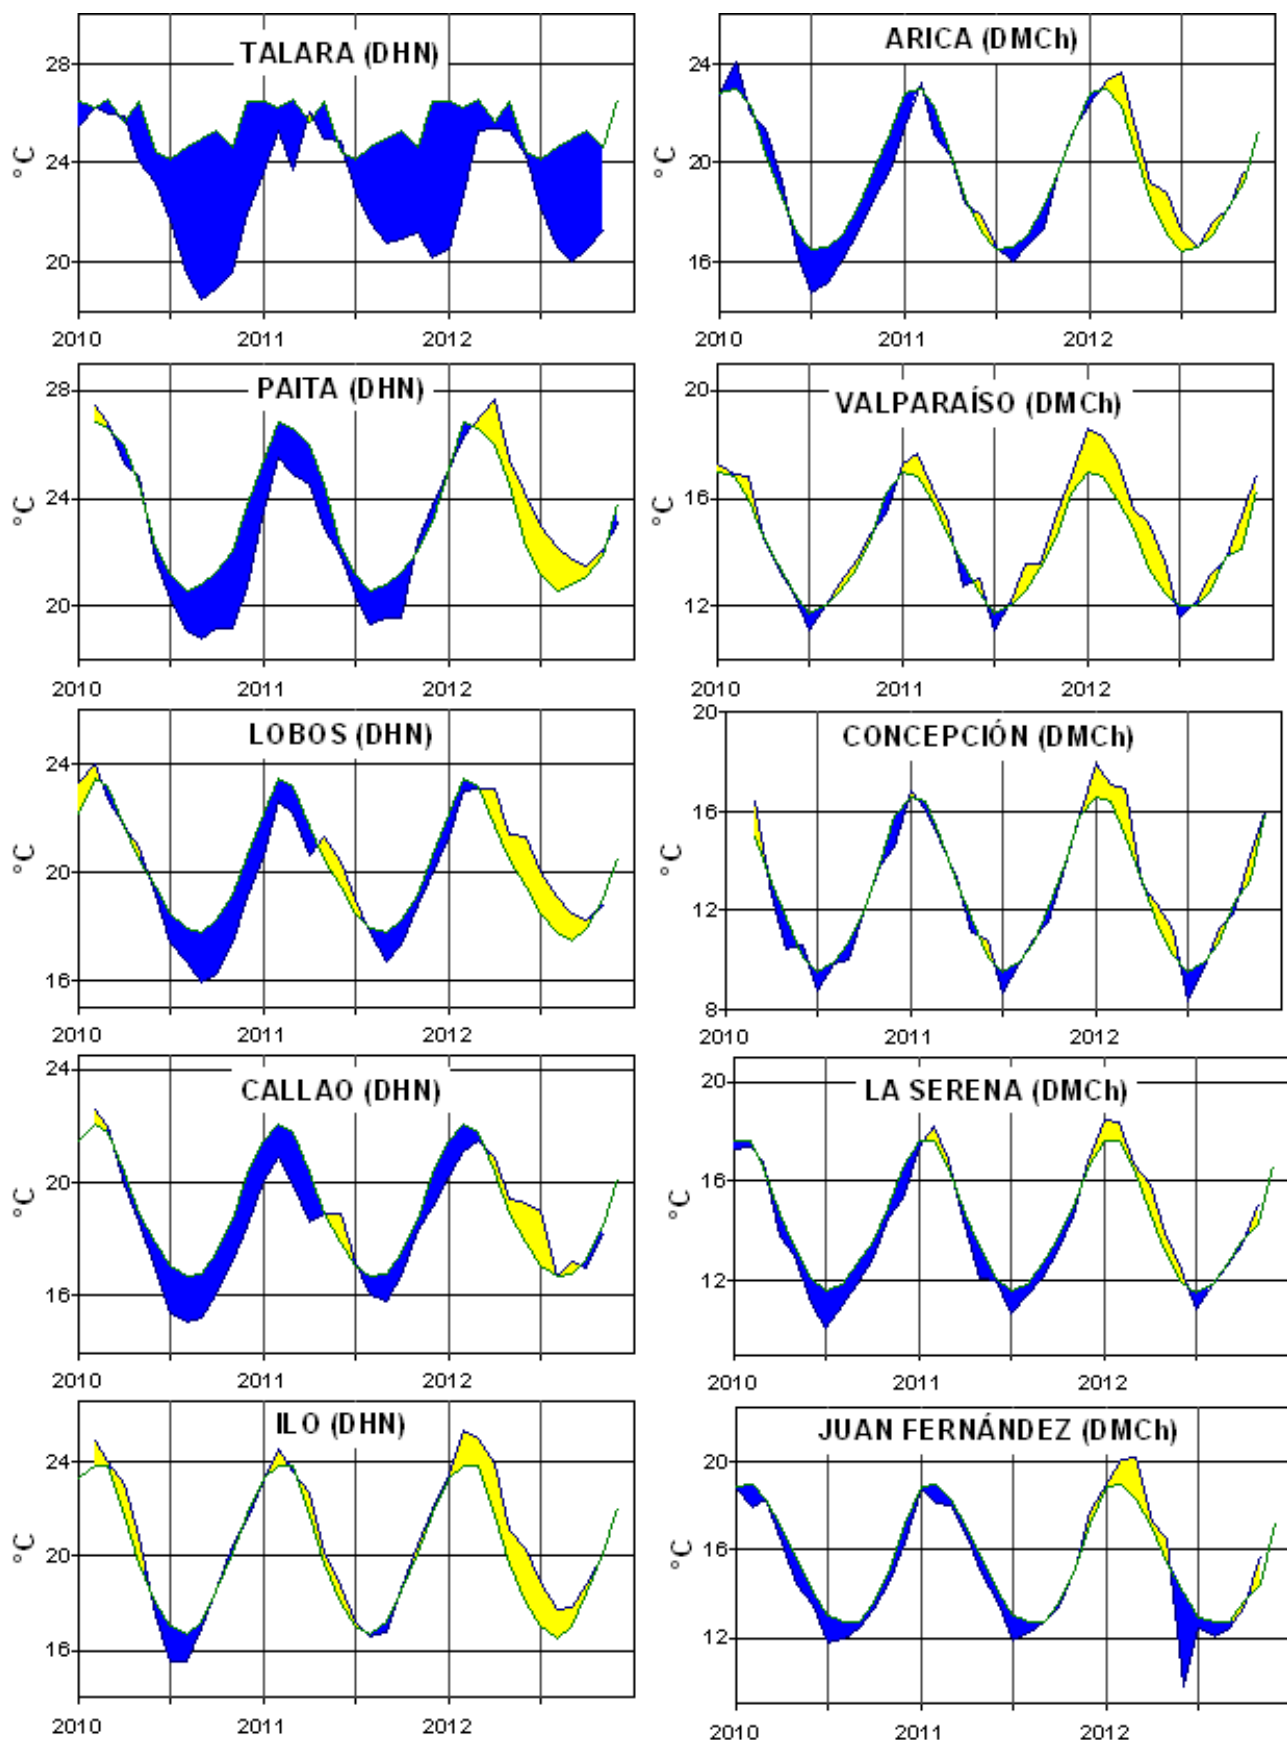 TALARA (DHN)
°C
28
24
20
2010 2011 2012
ARICA (DMCh)
°C
24
20
16
2010 2011 2012
PAITA (DHN)
°C
28
24
20
2010 2011 2012
VALPARAÍSO (DMCh)
°C
20
16
12
2010 2011 2012
LOBOS (DHN)
°C
24
20
16
2010 2011 2012
CONCEPCIÓN (DMCh)
°C
20
16
12
8
2010 2011 2012
CALLAO (DHN)
°C
24
20
16
2010 2011 2012
LA SERENA (DMCh)
°C
20
16
12
2010 2011 2012
ILO (DHN)
°C
24
20
16
2010 2011 2012
JUAN FERNÁNDEZ (DMCh)
°C
20
16
12
2010 2011 2012